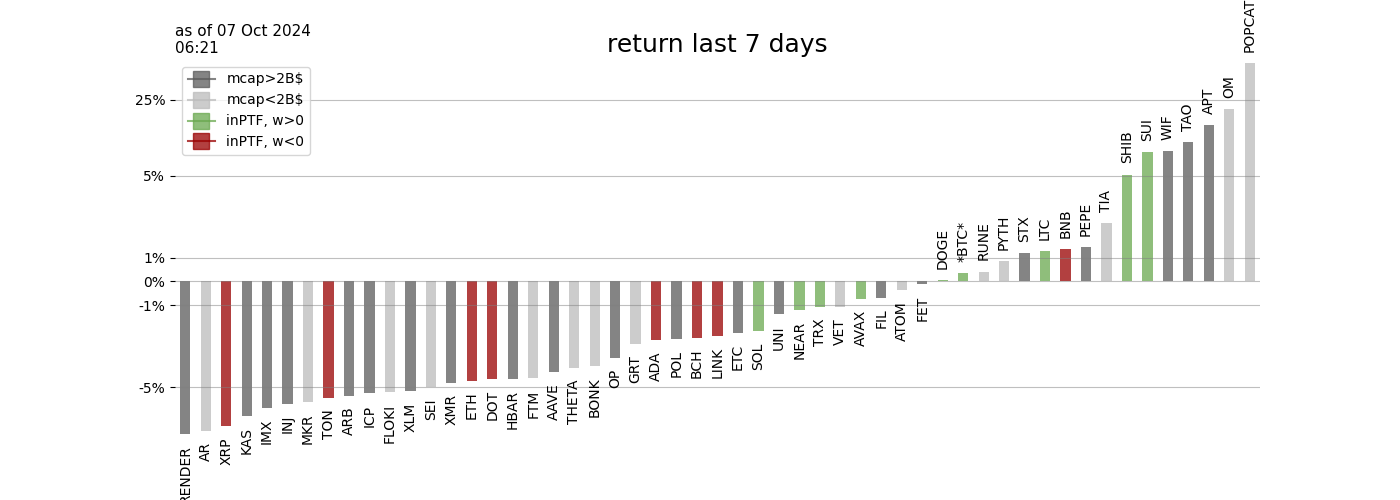 as of 07 Oct 2024
06:21
return last 7 days
mcap>2B$
mcap<2B$
inPTF, w>0
inPTF, w<0
25%
5%
1%
0%
-1%
-5%
RENDER
AR
XRP
KAS
IMX
INJ
MKR
TON
ARB
ICP
FLOKI
XLM
SEI
XMR
ETH
DOT
HBAR
FTM
AAVE
THETA
BONK
OP
GRT
ADA
POL
BCH
LINK
ETC
SOL
UNI
NEAR
TRX
VET
AVAX
FIL
ATOM
FET
DOGE
*BTC*
RUNE
PYTH
STX
LTC
BNB
PEPE
TIA
SHIB
SUI
WIF
TAO
APT
OM
POPCAT